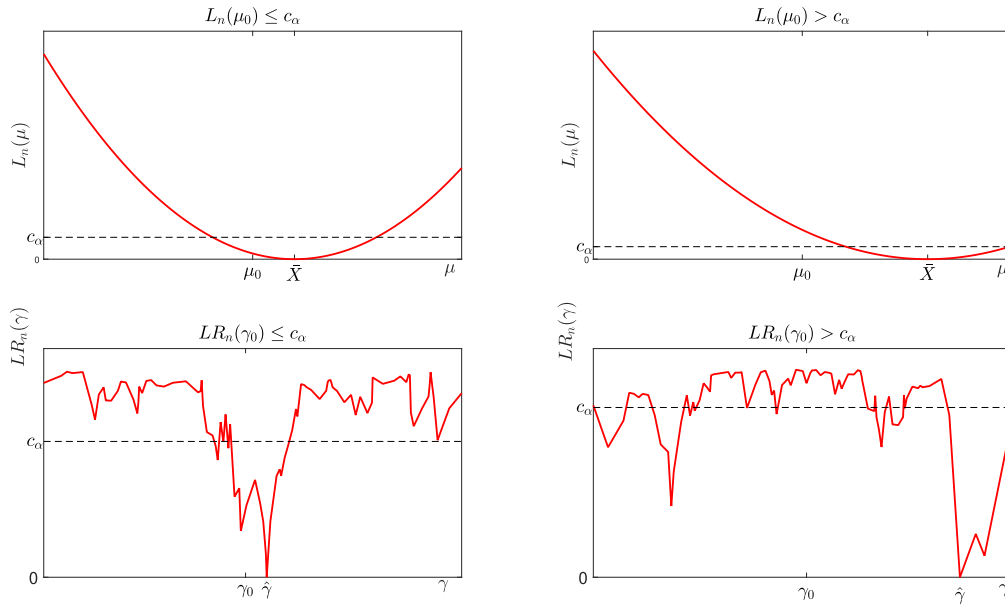 L_n(μ_0) ≤ c_α
L_n(μ)
c_α
0
μ_0
X̄
μ
L_n(μ_0) > c_α
L_n(μ)
c_α
0
μ_0
X̄
μ
LR_n(γ_0) ≤ c_α
LR_n(γ)
c_α
0
γ_0
γ̂
γ
LR_n(γ_0) > c_α
LR_n(γ)
c_α
0
γ_0
γ̂
γ